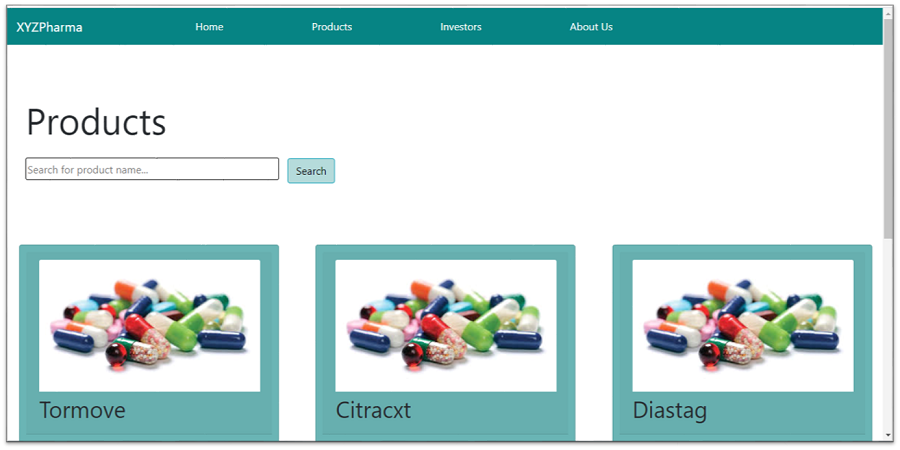 XYZPharma Home Products Investors About Us
Products
Search for product name... Search
Tormove Citracxt Diastag